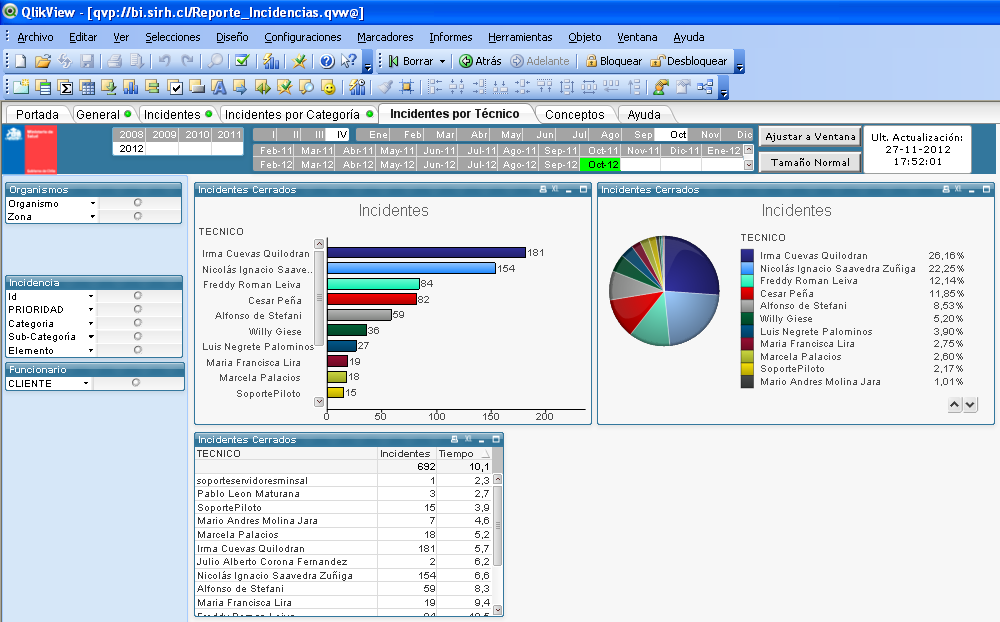 QlikView - [qvp://bi.sirh.cl/Reporte_Incidencias.qvw@]
Archivo Editar Ver Selecciones Diseño Configuraciones Marcadores Informes Herramientas Objeto Ventana Ayuda
Borrar Atrás Adelante Bloquear Desbloquear
Portada General Incidentes Incidentes por Categoría Incidentes por Técnico Conceptos Ayuda
2008 2009 2010 2011
2012
I II III IV Ene Feb Mar Abr May Jun Jul Ago Sep Oct Nov Dic
Feb-11 Mar-11 Abr-11 May-11 Jun-11 Jul-11 Ago-11 Sep-11 Oct-11 Nov-11 Dic-11 Ene-12
Feb-12 Mar-12 Abr-12 May-12 Jun-12 Jul-12 Ago-12 Sep-12 Oct-12
Ajustar a Ventana
Tamaño Normal
Ult. Actualización:
27-11-2012
17:52:01
Organismos
Organismo
Zona
Incidencia
Id
PRIORIDAD
Categoria
Sub-Categoría
Elemento
Funcionario
CLIENTE
Incidentes Cerrados XL
Incidentes
TECNICO
Irma Cuevas Quilodran 181
Nicolás Ignacio Saave.. 154
Freddy Roman Leiva 84
Cesar Peña 82
Alfonso de Stefani 59
Willy Giese 36
Luis Negrete Palominos 27
Maria Francisca Lira 19
Marcela Palacios 18
SoportePiloto 15
0 50 100 150 200
Incidentes Cerrados XL
Incidentes
TECNICO
Irma Cuevas Quilodran 26,16%
Nicolás Ignacio Saavedra Zuñiga 22,25%
Freddy Roman Leiva 12,14%
Cesar Peña 11,85%
Alfonso de Stefani 8,53%
Willy Giese 5,20%
Luis Negrete Palominos 3,90%
Maria Francisca Lira 2,75%
Marcela Palacios 2,60%
SoportePiloto 2,17%
Mario Andres Molina Jara 1,01%
Incidentes Cerrados XL
TECNICO Incidentes Tiempo
692 10,1
soporteservidoresminsal 1 2,3
Pablo Leon Maturana 3 2,7
SoportePiloto 15 3,9
Mario Andres Molina Jara 7 4,6
Marcela Palacios 18 5,2
Irma Cuevas Quilodran 181 5,7
Julio Alberto Corona Fernandez 2 6,2
Nicolás Ignacio Saavedra Zuñiga 154 6,6
Alfonso de Stefani 59 8,3
Maria Francisca Lira 19 9,4
Freddy Roman Leiva 84 10,5